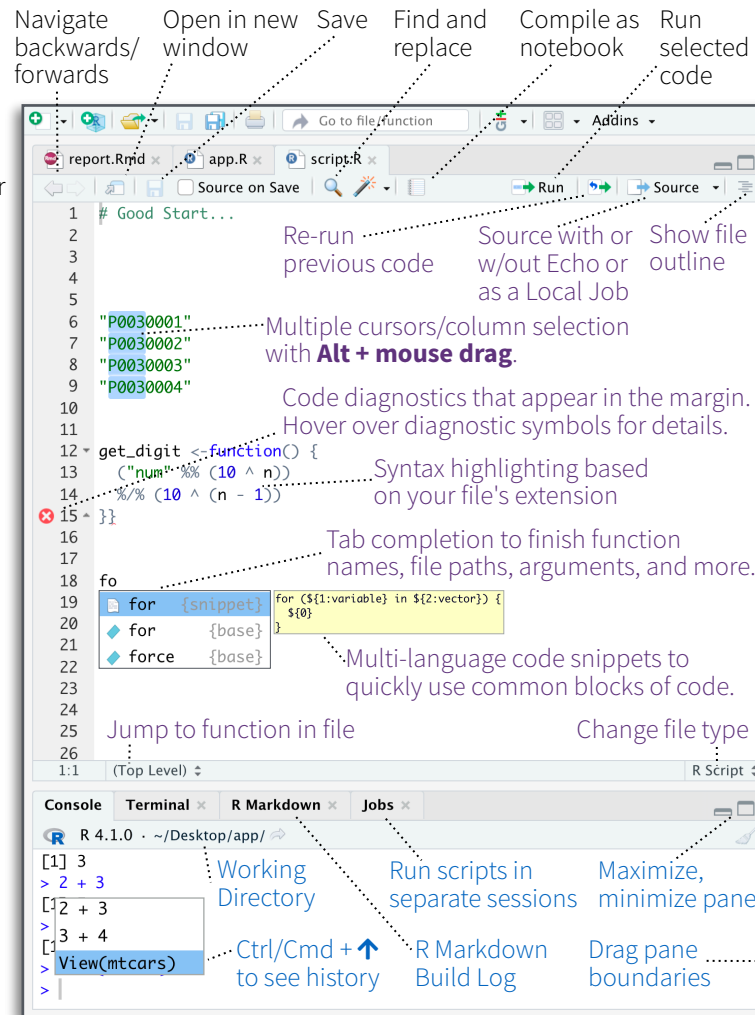 Navigate
backwards/
forwards
Open in new
window
Save
Find and
replace
Compile as
notebook
Run
selected
code
Go to file/function
Addins
report.Rmd
app.R
script.R
Source on Save
Run
Source
1 # Good Start...
2
3
4
5
Re-run
previous code
Source with or
w/out Echo or
as a Local Job
Show file
outline
6 "P0030001"
7 "P0030002"
8 "P0030003"
9 "P0030004"
Multiple cursors/column selection
with Alt + mouse drag.
10
11
Code diagnostics that appear in the margin.
Hover over diagnostic symbols for details.
12 get_digit <-function() {
13 ("num" %% (10 ^ n))
14 %/% (10 ^ (n - 1))
15 }}
Syntax highlighting based
on your file's extension
16
17
Tab completion to finish function
names, file paths, arguments, and more.
18 fo
19 for {snippet}
20 for {base}
21 force {base}
for (${1:variable} in ${2:vector}) {
${0}
}
22
23
Multi-language code snippets to
quickly use common blocks of code.
24
25
26
Jump to function in file
Change file type
1:1 (Top Level)
R Script
Console Terminal R Markdown Jobs
R 4.1.0 · ~/Desktop/app/
[1] 3
> 2 + 3
[1
2 + 3
>
3 + 4
[1
View(mtcars)
>
>
Working
Directory
Run scripts in
separate sessions
Maximize,
minimize pane
Ctrl/Cmd + ↑
to see history
R Markdown
Build Log
Drag pane
boundaries